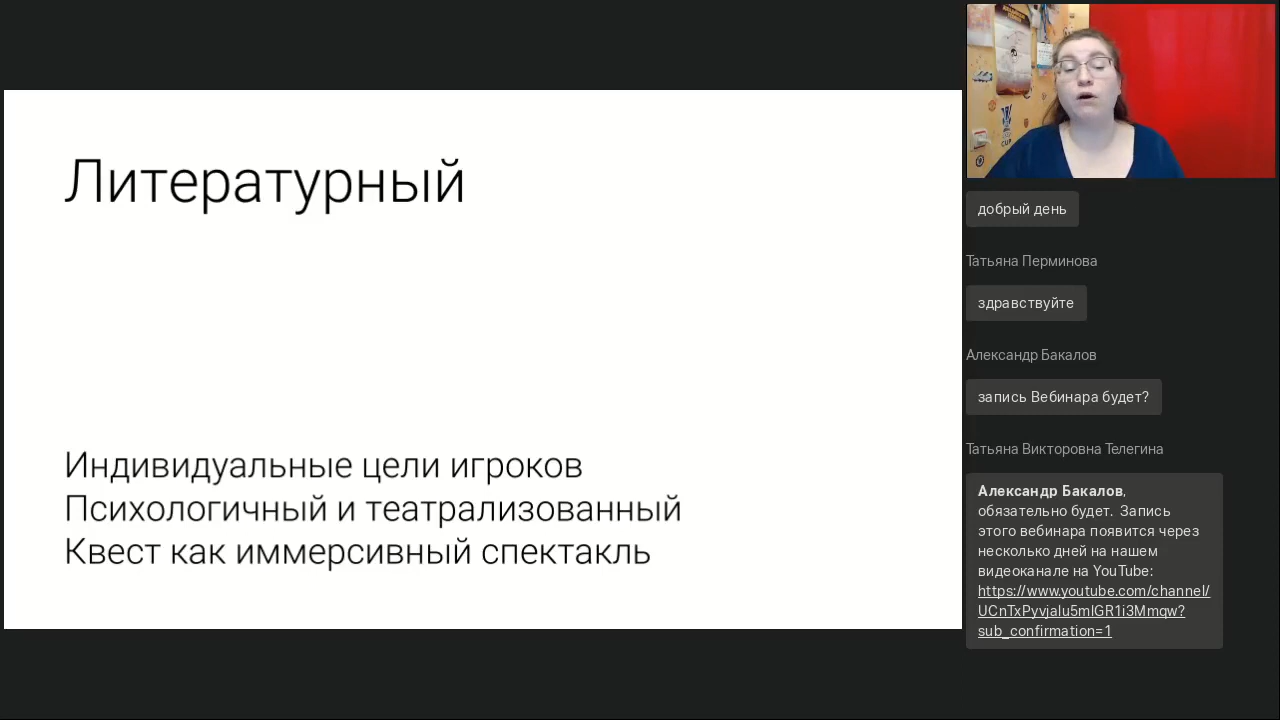 Литературный
Индивидуальные цели игроков
Психологичный и театрализованный
Квест как иммерсивный спектакль
CUP
добрый день
Татьяна Перминова
здравствуйте
Александр Бакалов
запись Вебинара будет?
Татьяна Викторовна Телегина
Александр Бакалов,
обязательно будет. Запись
этого вебинара появится через
несколько дней на нашем
видеоканале на YouTube:
https://www.youtube.com/channel/
UCnTxPyvjaIu5mlGR1i3Mmqw?
sub_confirmation=1